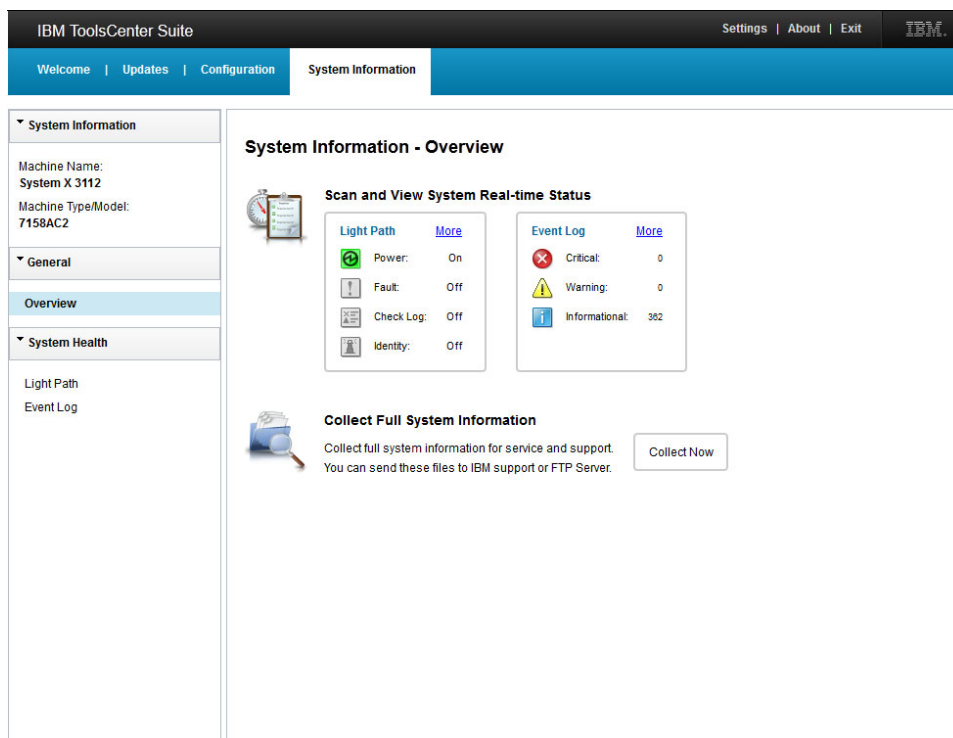 IBM ToolsCenter Suite
Settings | About | Exit
IBM.
Welcome | Updates | Configuration
System Information
System Information
Machine Name:
System X 3112
Machine Type/Model:
7158AC2
General
Overview
System Health
Light Path
Event Log
System Information - Overview
Scan and View System Real-time Status
Light Path More
Power: On
Fault: Off
Check Log: Off
Identity: Off
Event Log More
Critical: 0
Warning: 0
Informational: 362
Collect Full System Information
Collect full system information for service and support.
You can send these files to IBM support or FTP Server.
Collect Now